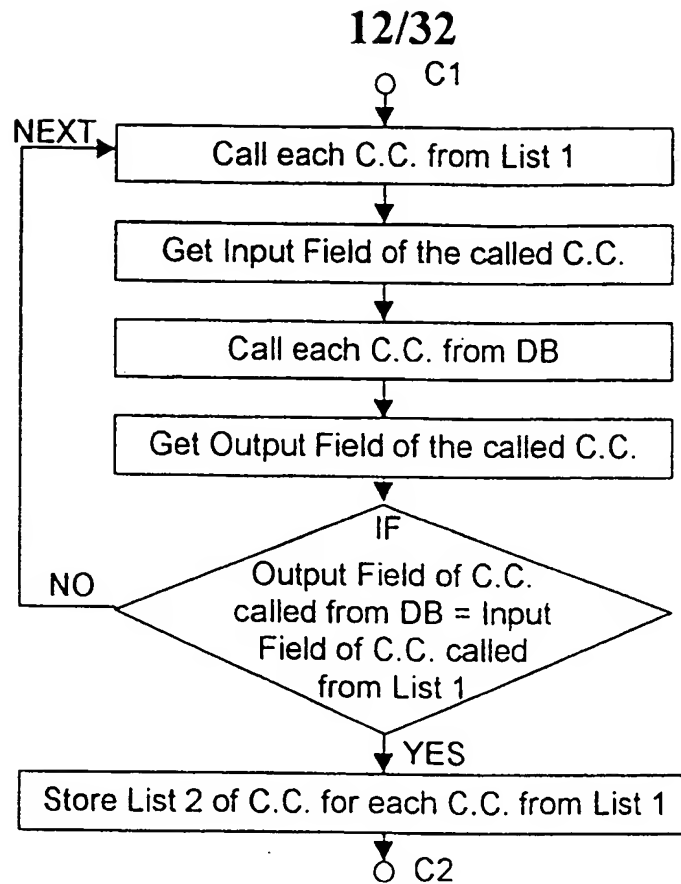 12/32
C1
NEXT
Call each C.C. from List 1
Get Input Field of the called C.C.
Call each C.C. from DB
Get Output Field of the called C.C.
IF
NO
Output Field of C.C.
called from DB = Input
Field of C.C. called
from List 1
YES
Store List 2 of C.C. for each C.C. from List 1
C2